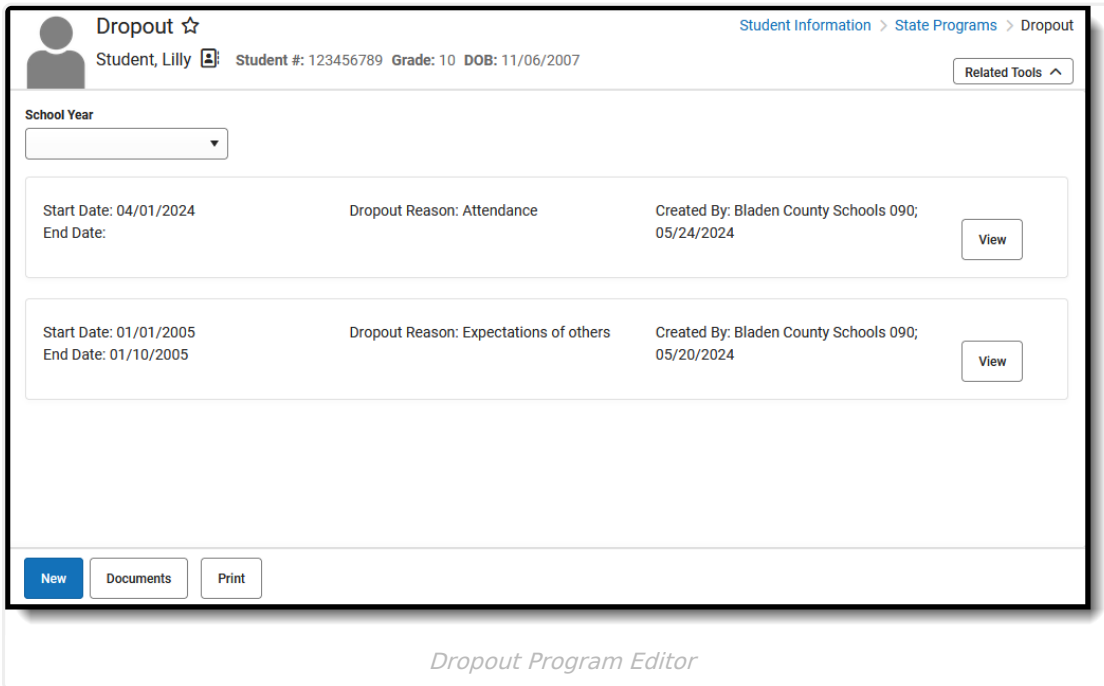 Dropout
Student Information > State Programs > Dropout
Student, Lilly Student #: 123456789 Grade: 10 DOB: 11/06/2007
Related Tools
School Year
Start Date: 04/01/2024 Dropout Reason: Attendance Created By: Bladen County Schools 090;
End Date: 05/24/2024
View
Start Date: 01/01/2005 Dropout Reason: Expectations of others Created By: Bladen County Schools 090;
End Date: 01/10/2005 05/20/2024
View
New Documents Print
Dropout Program Editor